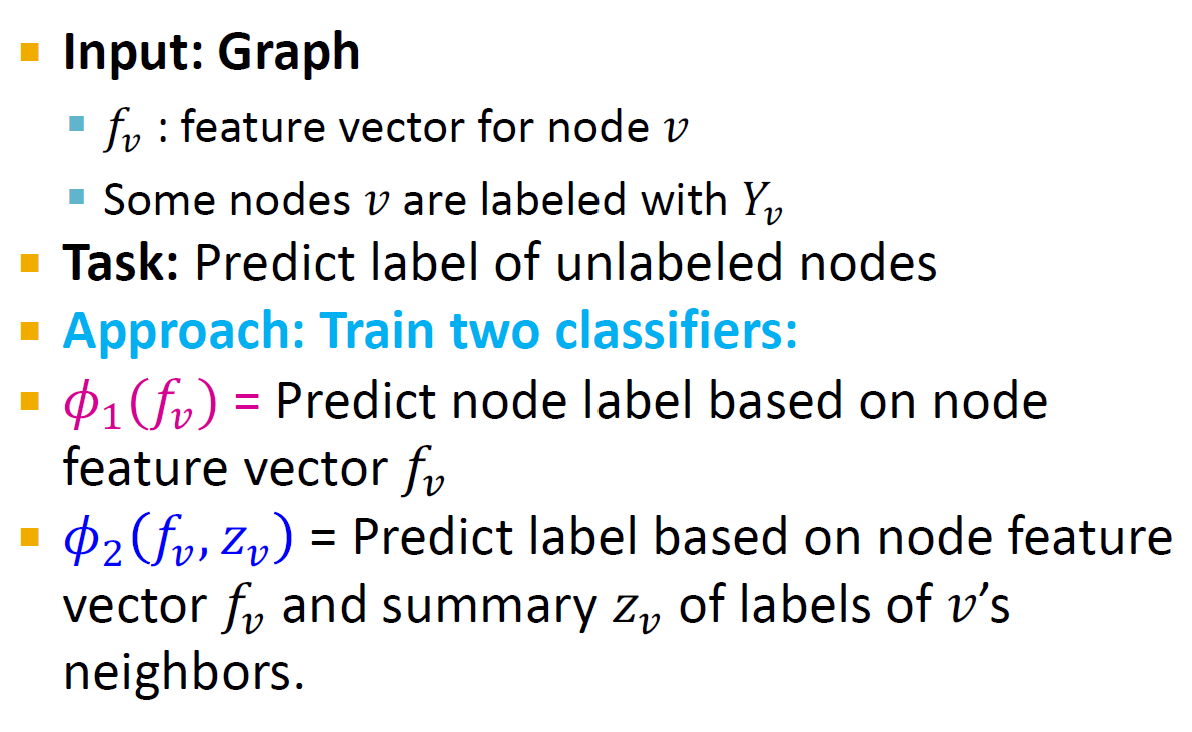 Input: Graph
f_v : feature vector for node v
Some nodes v are labeled with Y_v
Task: Predict label of unlabeled nodes
Approach: Train two classifiers:
ϕ_1(f_v) = Predict node label based on node
feature vector f_v
ϕ_2(f_v, z_v) = Predict label based on node feature
vector f_v and summary z_v of labels of v’s
neighbors.